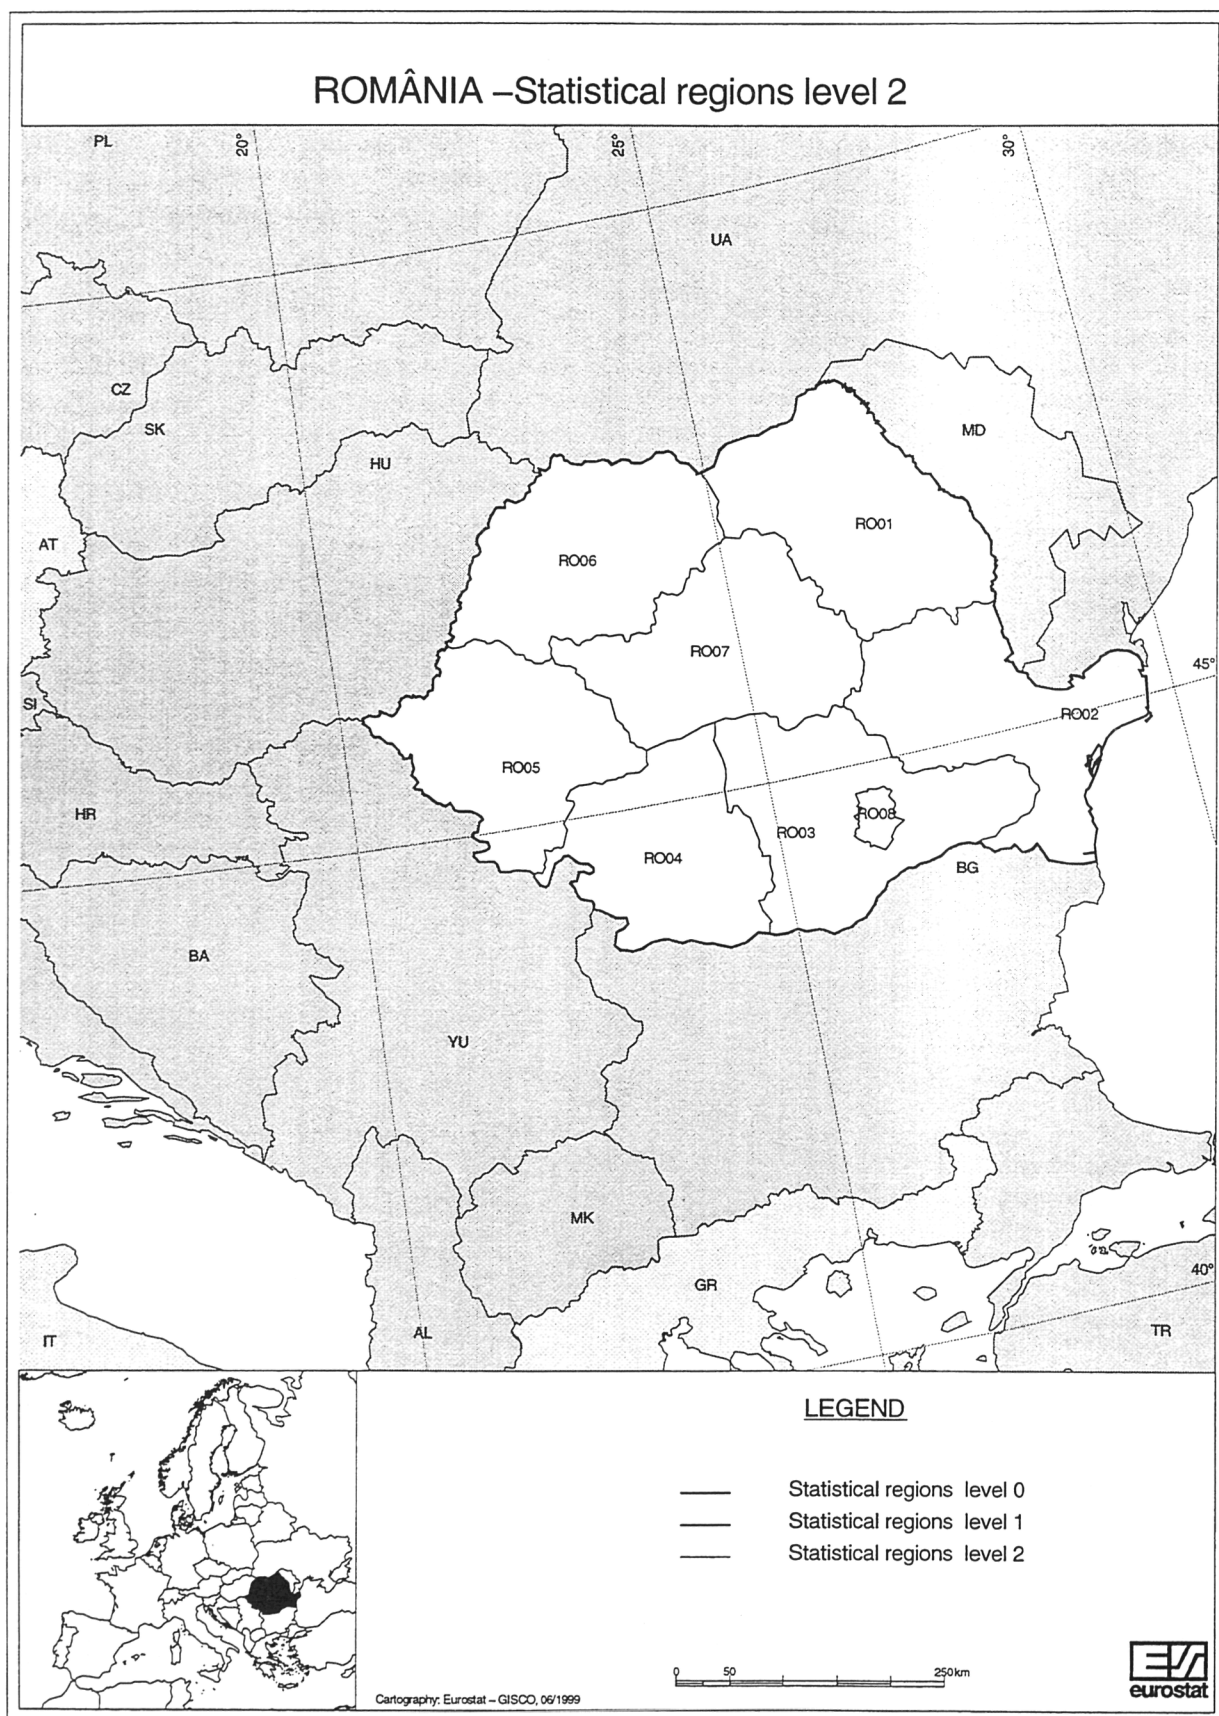 ROMÂNIA –Statistical regions level 2
PL
20°
25°
30°
UA
CZ
SK
HU
MD
AT
RO01
RO06
RO07
45°
SI
RO02
RO05
HR
RO08
RO03
RO04
BG
BA
YU
MK
GR
40°
IT
AL
TR
LEGEND
Statistical regions level 0
Statistical regions level 1
Statistical regions level 2
0 50 250km
eurostat
Cartography: Eurostat – GISCO, 06/1999